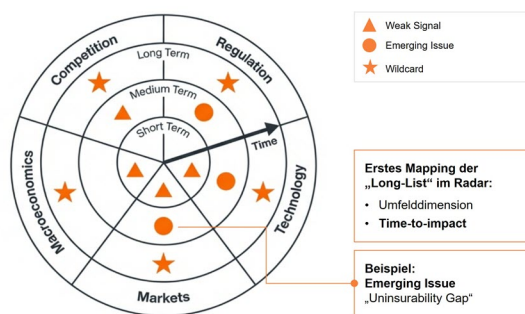 Competition
Regulation
Long Term
Medium Term
Short Term
Time
Macroeconomics
Technology
Markets
Weak Signal
Emerging Issue
Wildcard
Erstes Mapping der
„Long-List“ im Radar:
• Umfelddimension
• Time-to-impact
Beispiel:
Emerging Issue
„Uninsurability Gap“